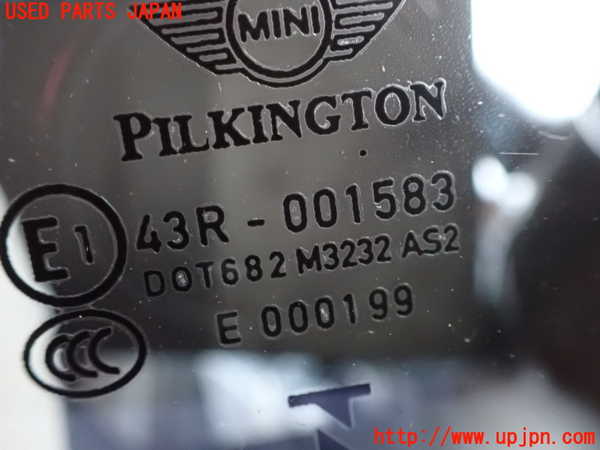 USED PARTS JAPAN
MINI
PILKINGTON
E1 43R - 001583
DOT682 M3232 AS2
E 000199
CCC
http://www.upjpn.com